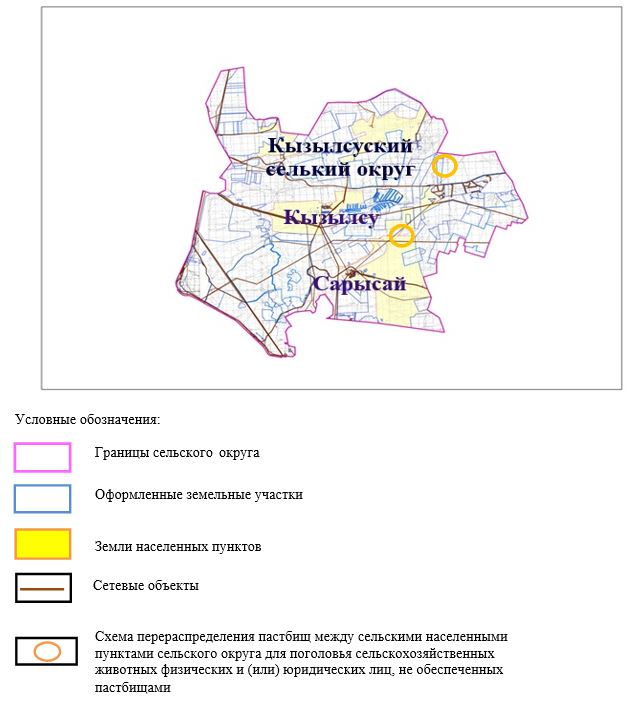 Кызылсуский
селький округ
Кызылсу
Сарысай
Условные обозначения:
Границы сельского округа
Оформленные земельные участки
Земли населенных пунктов
Сетевые объекты
Схема перераспределения пастбищ между сельскими населенными
пунктами сельского округа для поголовья сельскохозяйственных
животных физических и (или) юридических лиц, не обеспеченных
пастбищами